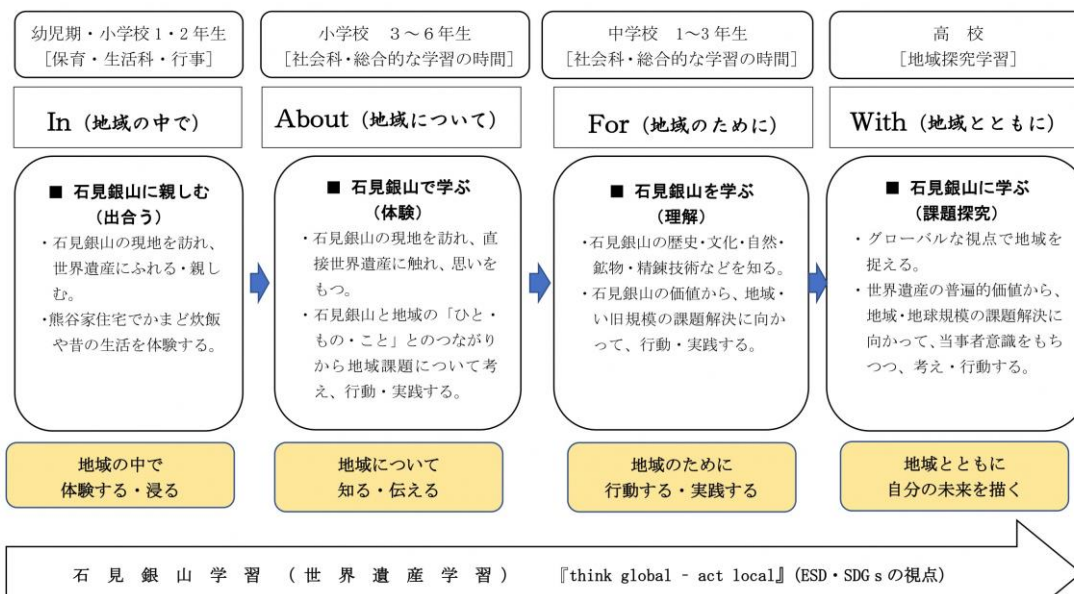 幼児期・小学校1・2年生
[保育・生活科・行事]
In (地域の中で)
■ 石見銀山に親しむ
(出合う)
・石見銀山の現地を訪れ、
世界遺産にふれる・親し
む。
・熊谷家住宅でかまど炊飯
や昔の生活を体験する。
地域の中で
体験する・浸る
小学校 3～6年生
[社会科・総合的な学習の時間]
About (地域について)
■ 石見銀山で学ぶ
(体験)
・石見銀山の現地を訪れ、直
接世界遺産に触れ、思いを
もつ。
・石見銀山と地域の「ひと・
もの・こと」とのつながり
から地域課題について考
え、行動・実践する。
地域について
知る・伝える
中学校 1～3年生
[社会科・総合的な学習の時間]
For (地域のために)
■ 石見銀山を学ぶ
(理解)
・石見銀山の歴史・文化・自然・
鉱物・精錬技術などを知る。
・石見銀山の価値から、地域・
い旧規模の課題解決に向か
って、行動・実践する。
地域のために
行動する・実践する
高 校
[地域探究学習]
With (地域とともに)
■ 石見銀山に学ぶ
(課題探究)
・グローバルな視点で地域を
捉える。
・世界遺産の普遍的価値から、
地域・地球規模の課題解決に
向かって、当事者意識をもち
つつ、考え・行動する。
地域とともに
自分の未来を描く
石見銀山学習(世界遺産学習) 『think global - act local』(ESD・SDGsの視点)